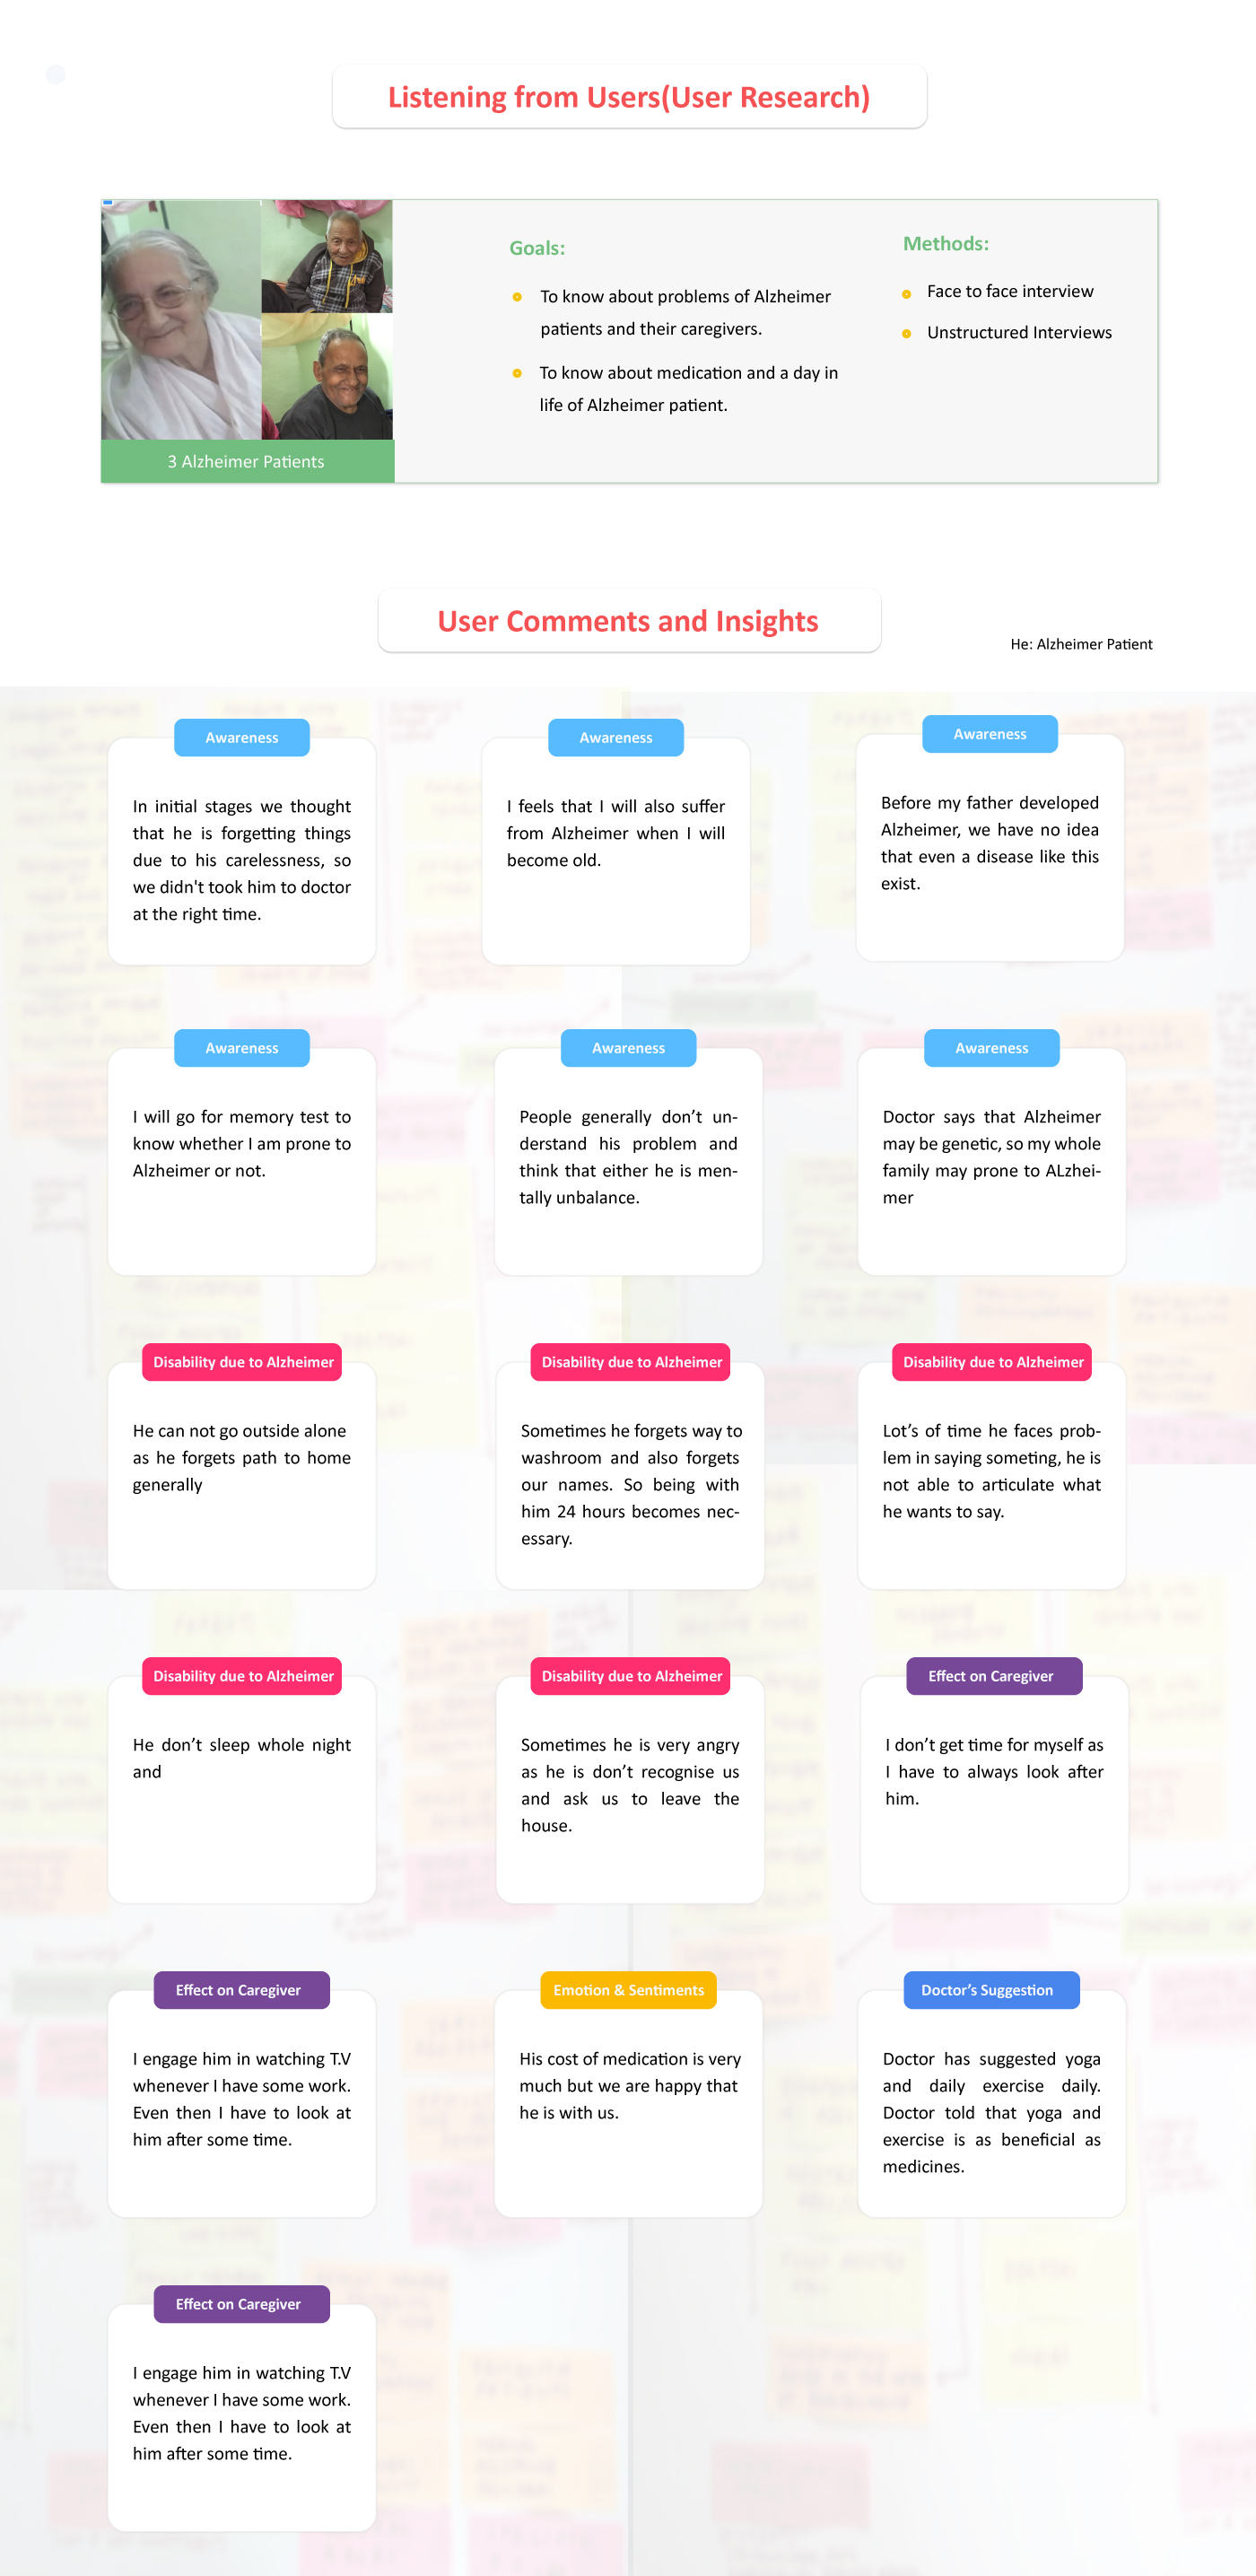 Listening from Users(User Research)
Goals:
To know about problems of Alzheimer
patients and their caregivers.
To know about medication and a day in
life of Alzheimer patient.
Methods:
Face to face interview
Unstructured Interviews
3 Alzheimer Patients
User Comments and Insights
He: Alzheimer Patient
Awareness
In initial stages we thought
that he is forgetting things
due to his carelessness, so
we didn't took him to doctor
at the right time.
Awareness
I feels that I will also suffer
from Alzheimer when I will
become old.
Awareness
Before my father developed
Alzheimer, we have no idea
that even a disease like this
exist.
Awareness
I will go for memory test to
know whether I am prone to
Alzheimer or not.
Awareness
People generally don’t un-
derstand his problem and
think that either he is men-
tally unbalance.
Awareness
Doctor says that Alzheimer
may be genetic, so my whole
family may prone to ALzhei-
mer
Disability due to Alzheimer
He can not go outside alone
as he forgets path to home
generally
Disability due to Alzheimer
Sometimes he forgets way to
washroom and also forgets
our names. So being with
him 24 hours becomes nec-
essary.
Disability due to Alzheimer
Lot’s of time he faces prob-
lem in saying someting, he is
not able to articulate what
he wants to say.
Disability due to Alzheimer
He don’t sleep whole night
and
Disability due to Alzheimer
Sometimes he is very angry
as he is don’t recognise us
and ask us to leave the
house.
Effect on Caregiver
I don’t get time for myself as
I have to always look after
him.
Effect on Caregiver
I engage him in watching T.V
whenever I have some work.
Even then I have to look at
him after some time.
Emotion & Sentiments
His cost of medication is very
much but we are happy that
he is with us.
Doctor’s Suggestion
Doctor has suggested yoga
and daily exercise daily.
Doctor told that yoga and
exercise is as beneficial as
medicines.
Effect on Caregiver
I engage him in watching T.V
whenever I have some work.
Even then I have to look at
him after some time.